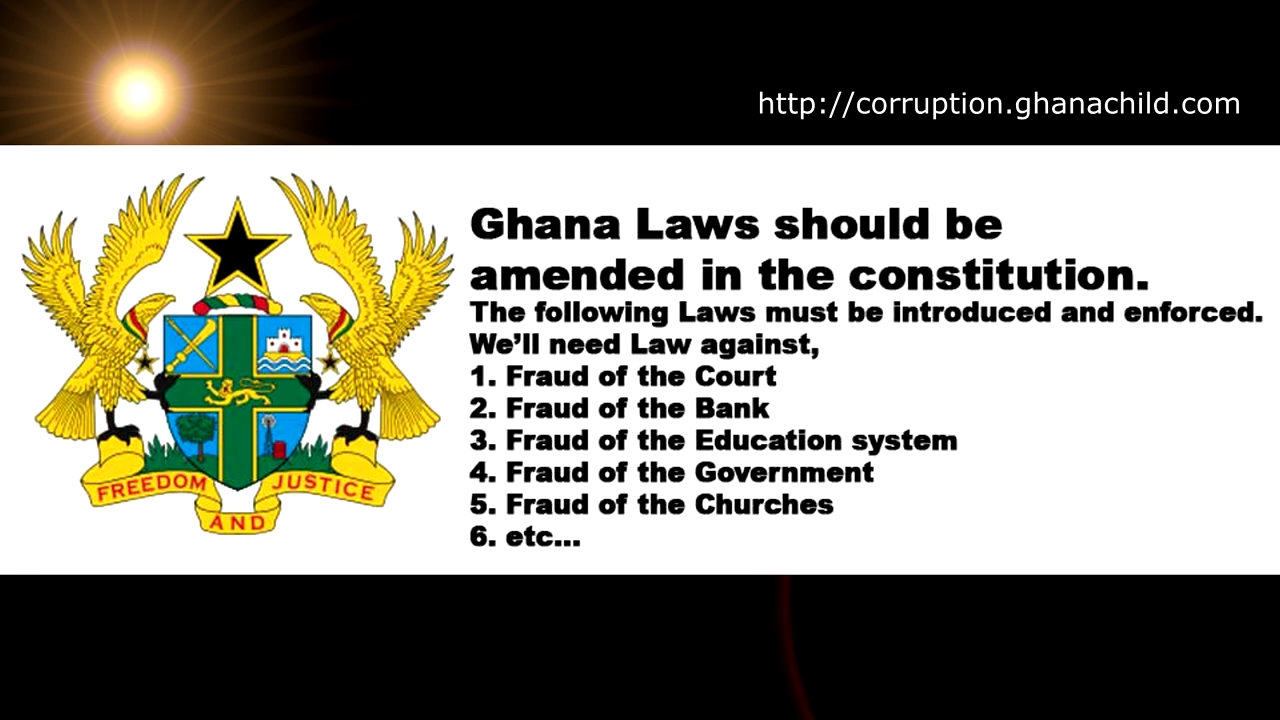 http://corruption.ghanachild.com
Ghana Laws should be
amended in the constitution.
The following Laws must be introduced and enforced.
We’ll need Law against,
1. Fraud of the Court
2. Fraud of the Bank
3. Fraud of the Education system
4. Fraud of the Government
5. Fraud of the Churches
6. etc...
FREEDOM JUSTICE
AND